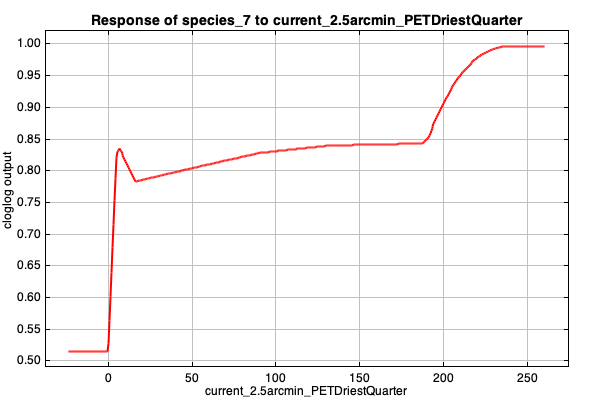 Response of species_7 to current_2.5arcmin_PETDriestQuarter
cloglog output
1.00
0.95
0.90
0.85
0.80
0.75
0.70
0.65
0.60
0.55
0.50
0 50 100 150 200 250
current_2.5arcmin_PETDriestQuarter